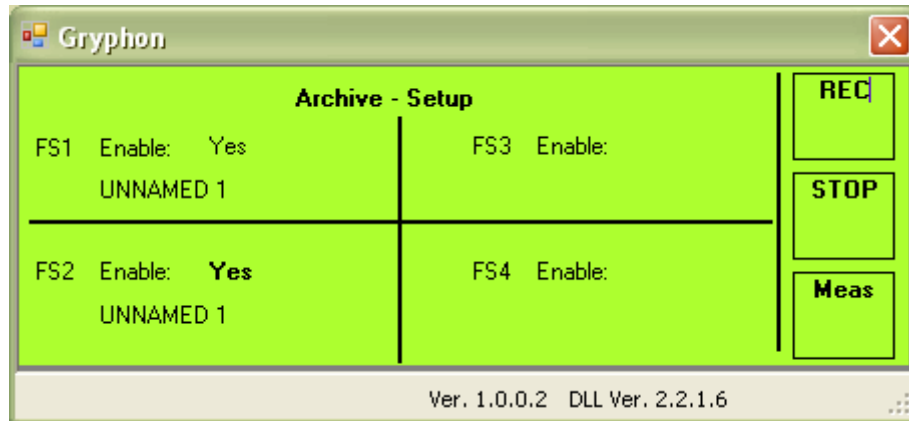 Gryphon
Archive - Setup
REC
FS1 Enable: Yes
UNNAMED 1
FS3 Enable:
STOP
FS2 Enable: Yes
UNNAMED 1
FS4 Enable:
Meas
Ver. 1.0.0.2 DLL Ver. 2.2.1.6